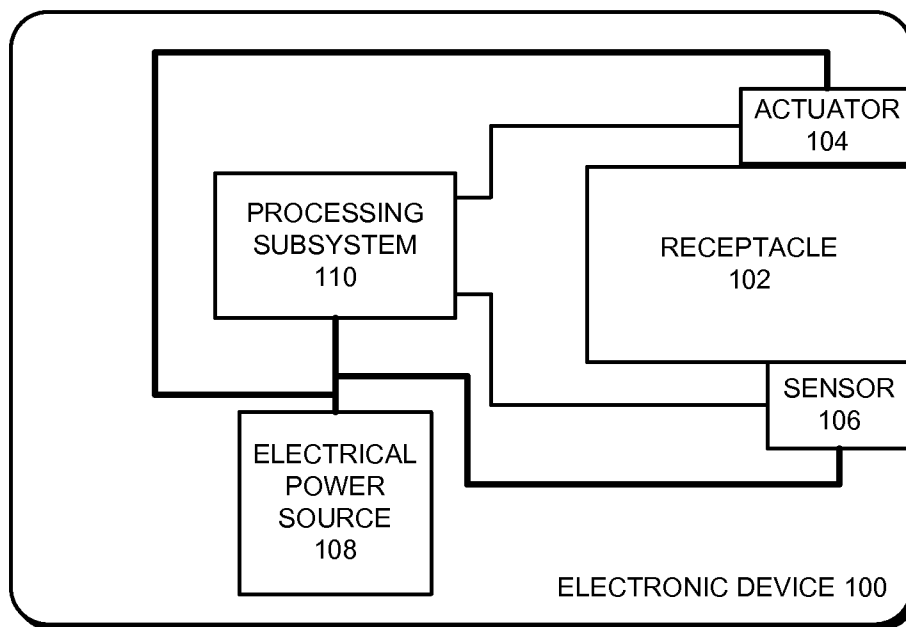 ACTUATOR
104
PROCESSING
SUBSYSTEM
110
RECEPTACLE
102
SENSOR
106
ELECTRICAL
POWER
SOURCE
108
ELECTRONIC DEVICE 100